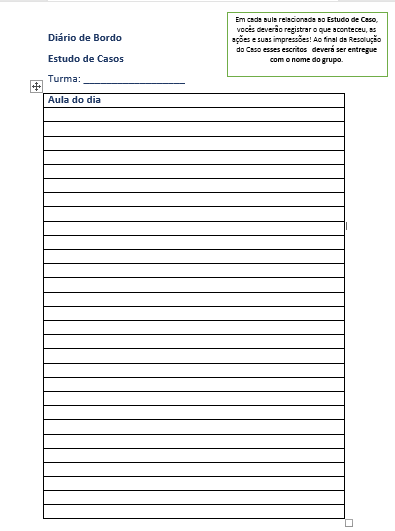 Em cada aula relacionada ao Estudo de Caso,
vocês deverão registrar o que aconteceu, as
ações e suas impressões! Ao final da Resolução
do Caso esses escritos deverá ser entregue
com o nome do grupo.
Diário de Bordo
Estudo de Casos
Turma: ___________________
Aula do dia